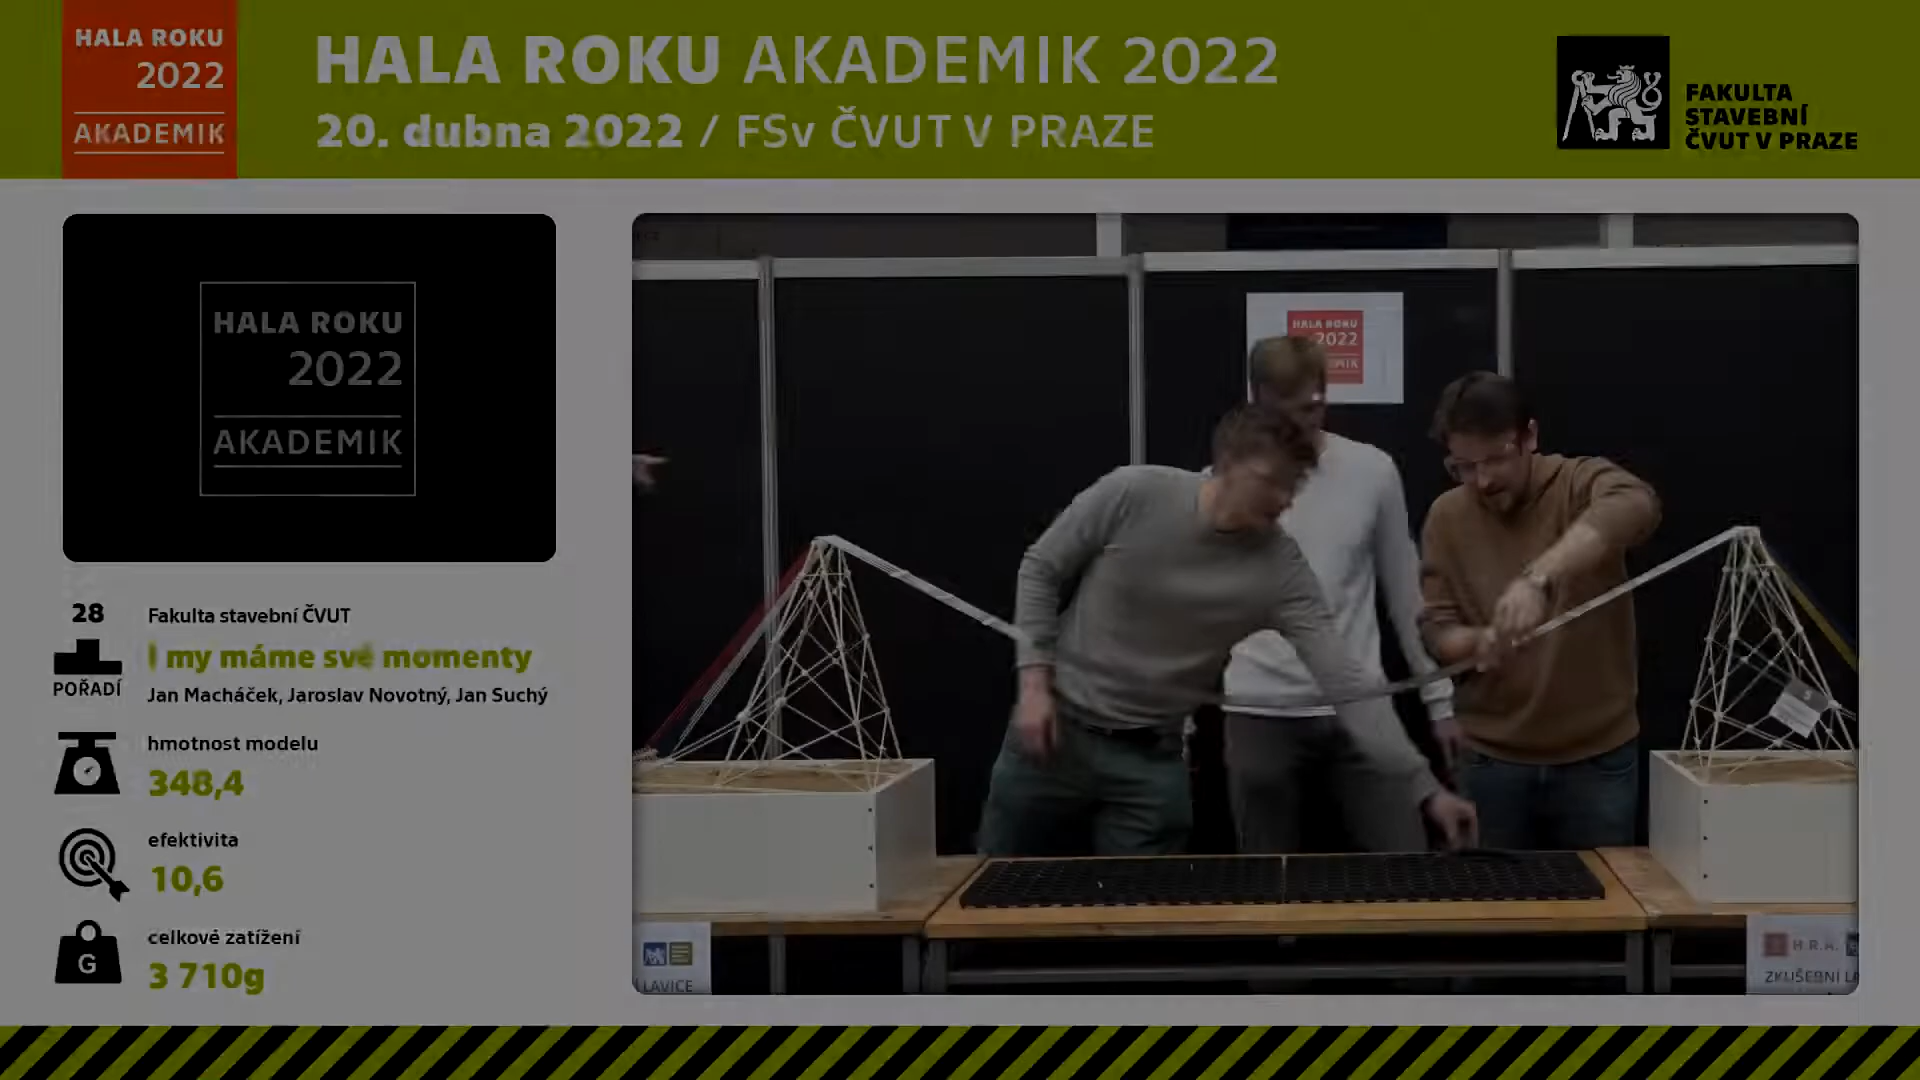 HALA ROKU
2022
AKADEMIK
HALA ROKU AKADEMIK 2022
20. dubna 2022 / FSv ČVUT V PRAZE
FAKULTA
STAVEBNÍ
ČVUT V PRAZE
HALA ROKU
2022
AKADEMIK
28
POŘADÍ
Fakulta stavební ČVUT
I my máme své momenty
Jan Macháček, Jaroslav Novotný, Jan Suchý
hmotnost modelu
348,4
efektivita
10,6
G
celkové zatížení
3 710g
HALA ROKU
2022
LAVICE
H.R.A.
ZKUŠEBNÍ